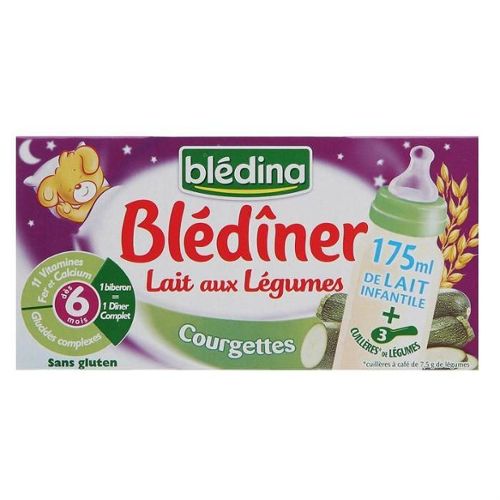 blédina
Blédîner
Lait aux Légumes
Courgettes
11 Vitamines
Fer et Calcium
Glucides complexes
dès
6
mois
1 biberon
=
1 Dîner
Complet
Sans gluten
175ml
DE LAIT
INFANTILE
+
3
CUILLÈRES* DE LÉGUMES
*cuillères à café de 7,5 g de légumes